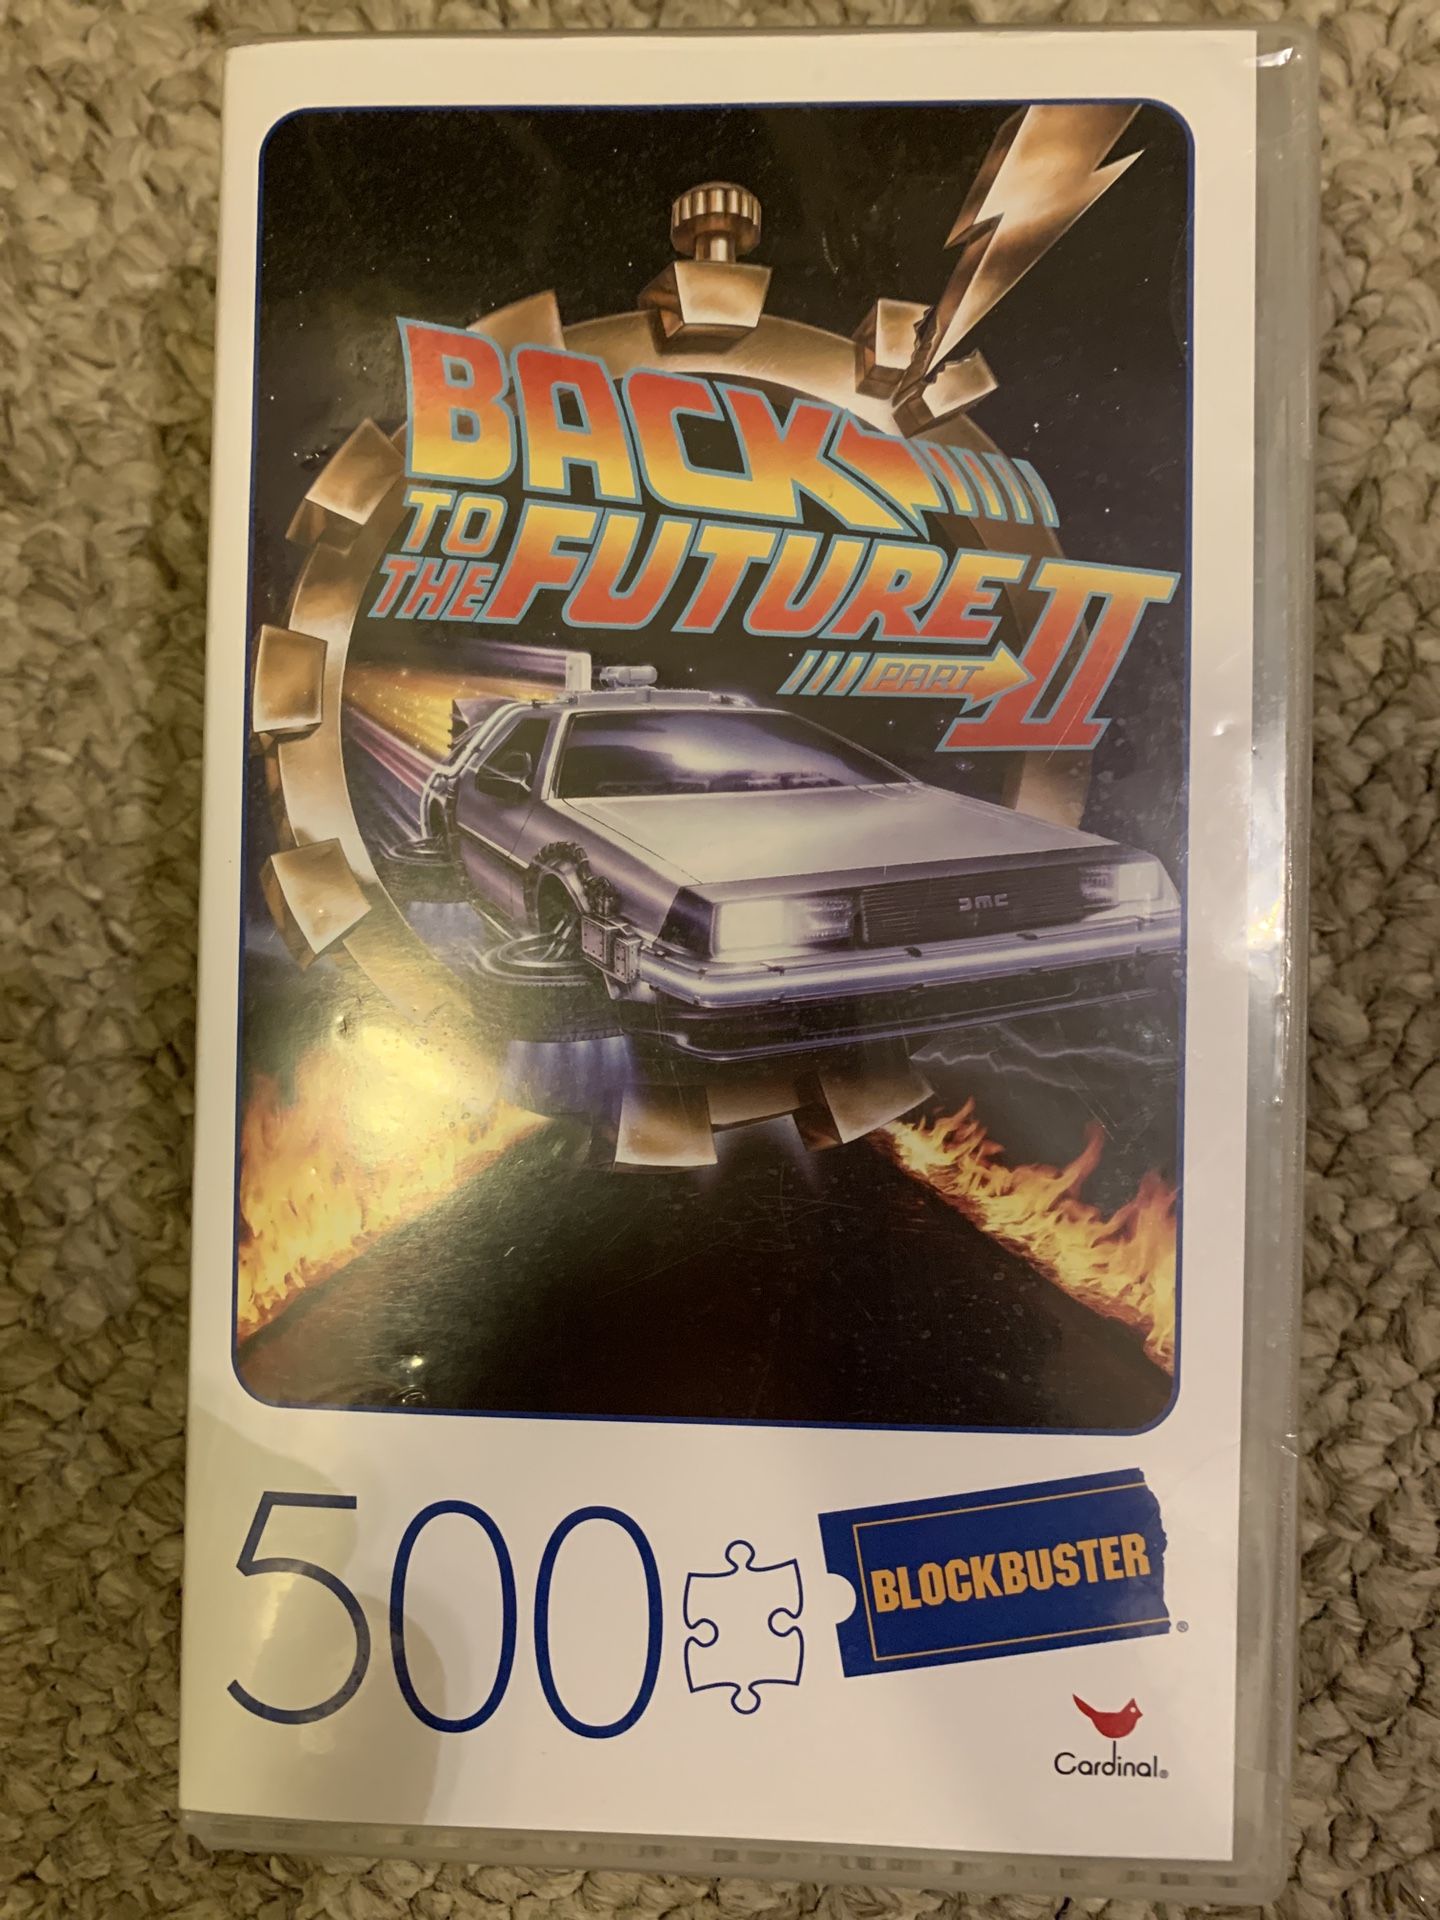 BACK
TO
THE FUTURE II
PART
DMC
500
BLOCKBUSTER®
Cardinal®